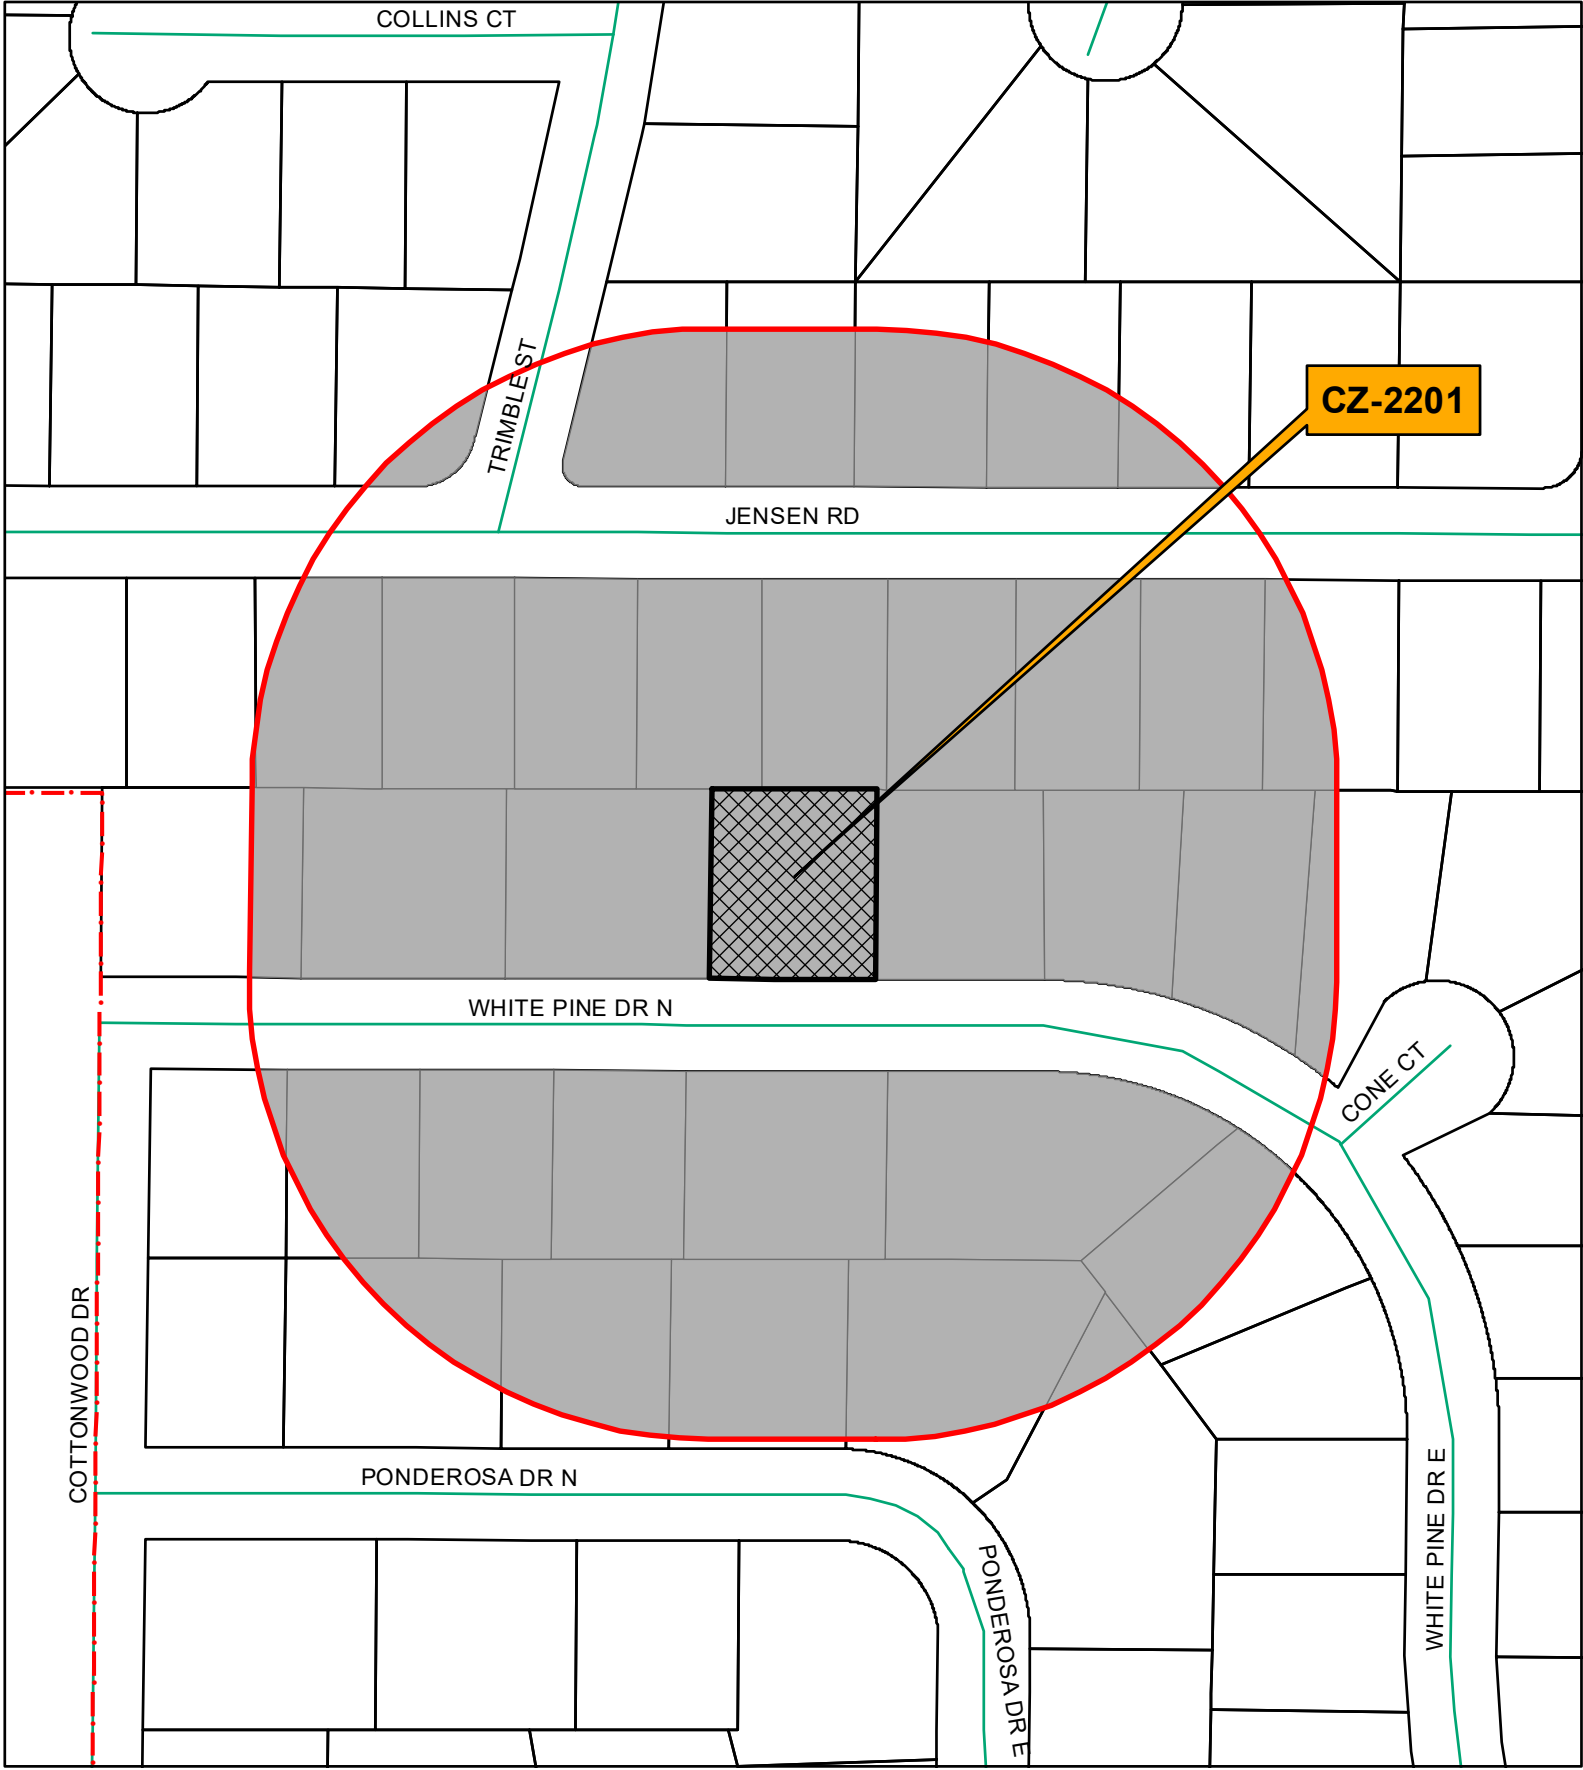 COLLINS CT
TRIMBLE ST
CZ-2201
JENSEN RD
WHITE PINE DR N
CONE CT
COTTONWOOD DR
PONDEROSA DR N
PONDEROSA DR E
WHITE PINE DR E